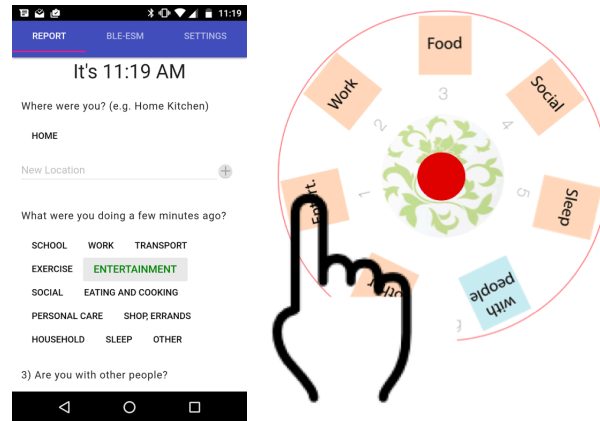 11:19
REPORT BLE-ESM SETTINGS
It's 11:19 AM
Where were you? (e.g. Home Kitchen)
HOME
New Location
What were you doing a few minutes ago?
SCHOOL WORK TRANSPORT
EXERCISE ENTERTAINMENT
SOCIAL EATING AND COOKING
PERSONAL CARE SHOP, ERRANDS
HOUSEHOLD SLEEP OTHER
3) Are you with other people?
Food
Work
Social
3
2
4
1
5
Sleep
with
people